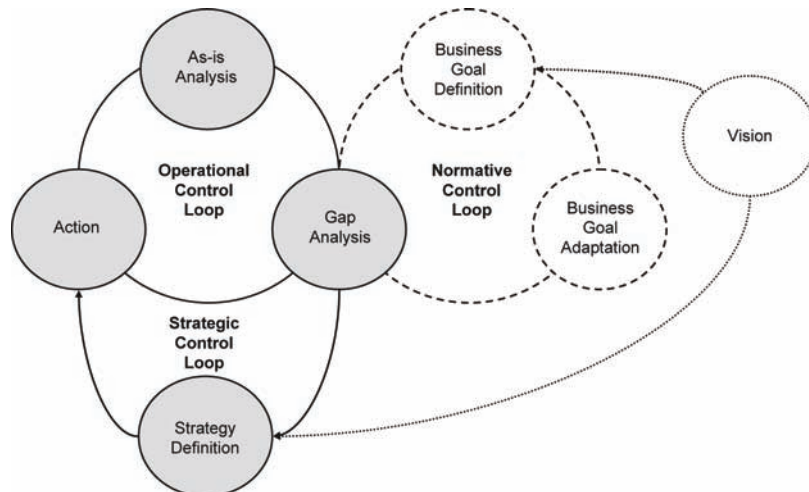 As-is
Analysis
Business
Goal
Definition
Vision
Operational
Control
Loop
Normative
Control
Loop
Action
Gap
Analysis
Business
Goal
Adaptation
Strategic
Control
Loop
Strategy
Definition